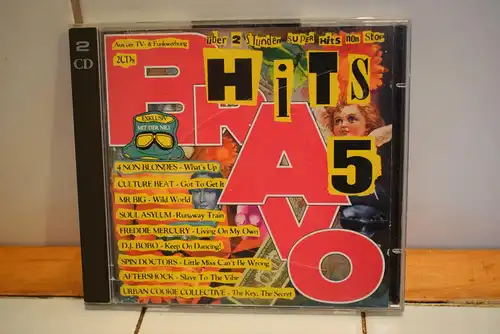 2
CD
Aus der TV- & Funkwerbung
2CDs
über 2 Stunden SUPER HITS non Stop
HiTS
5
BRAVO
EXKLUSIV
MIT DER NR.1
4 NON BLONDES - What's Up
CULTURE BEAT - Got To Get It
MR BIG - Wild World
SOUL ASYLUM - Runaway Train
FREDDIE MERCURY - Living On My Own
D.J. BOBO - Keep On Dancing!
SPIN DOCTORS - Little Miss Can't Be Wrong
AFTERSHOCK - Slave To The Vibe
URBAN COOKIE COLLECTIVE - The Key, The Secret